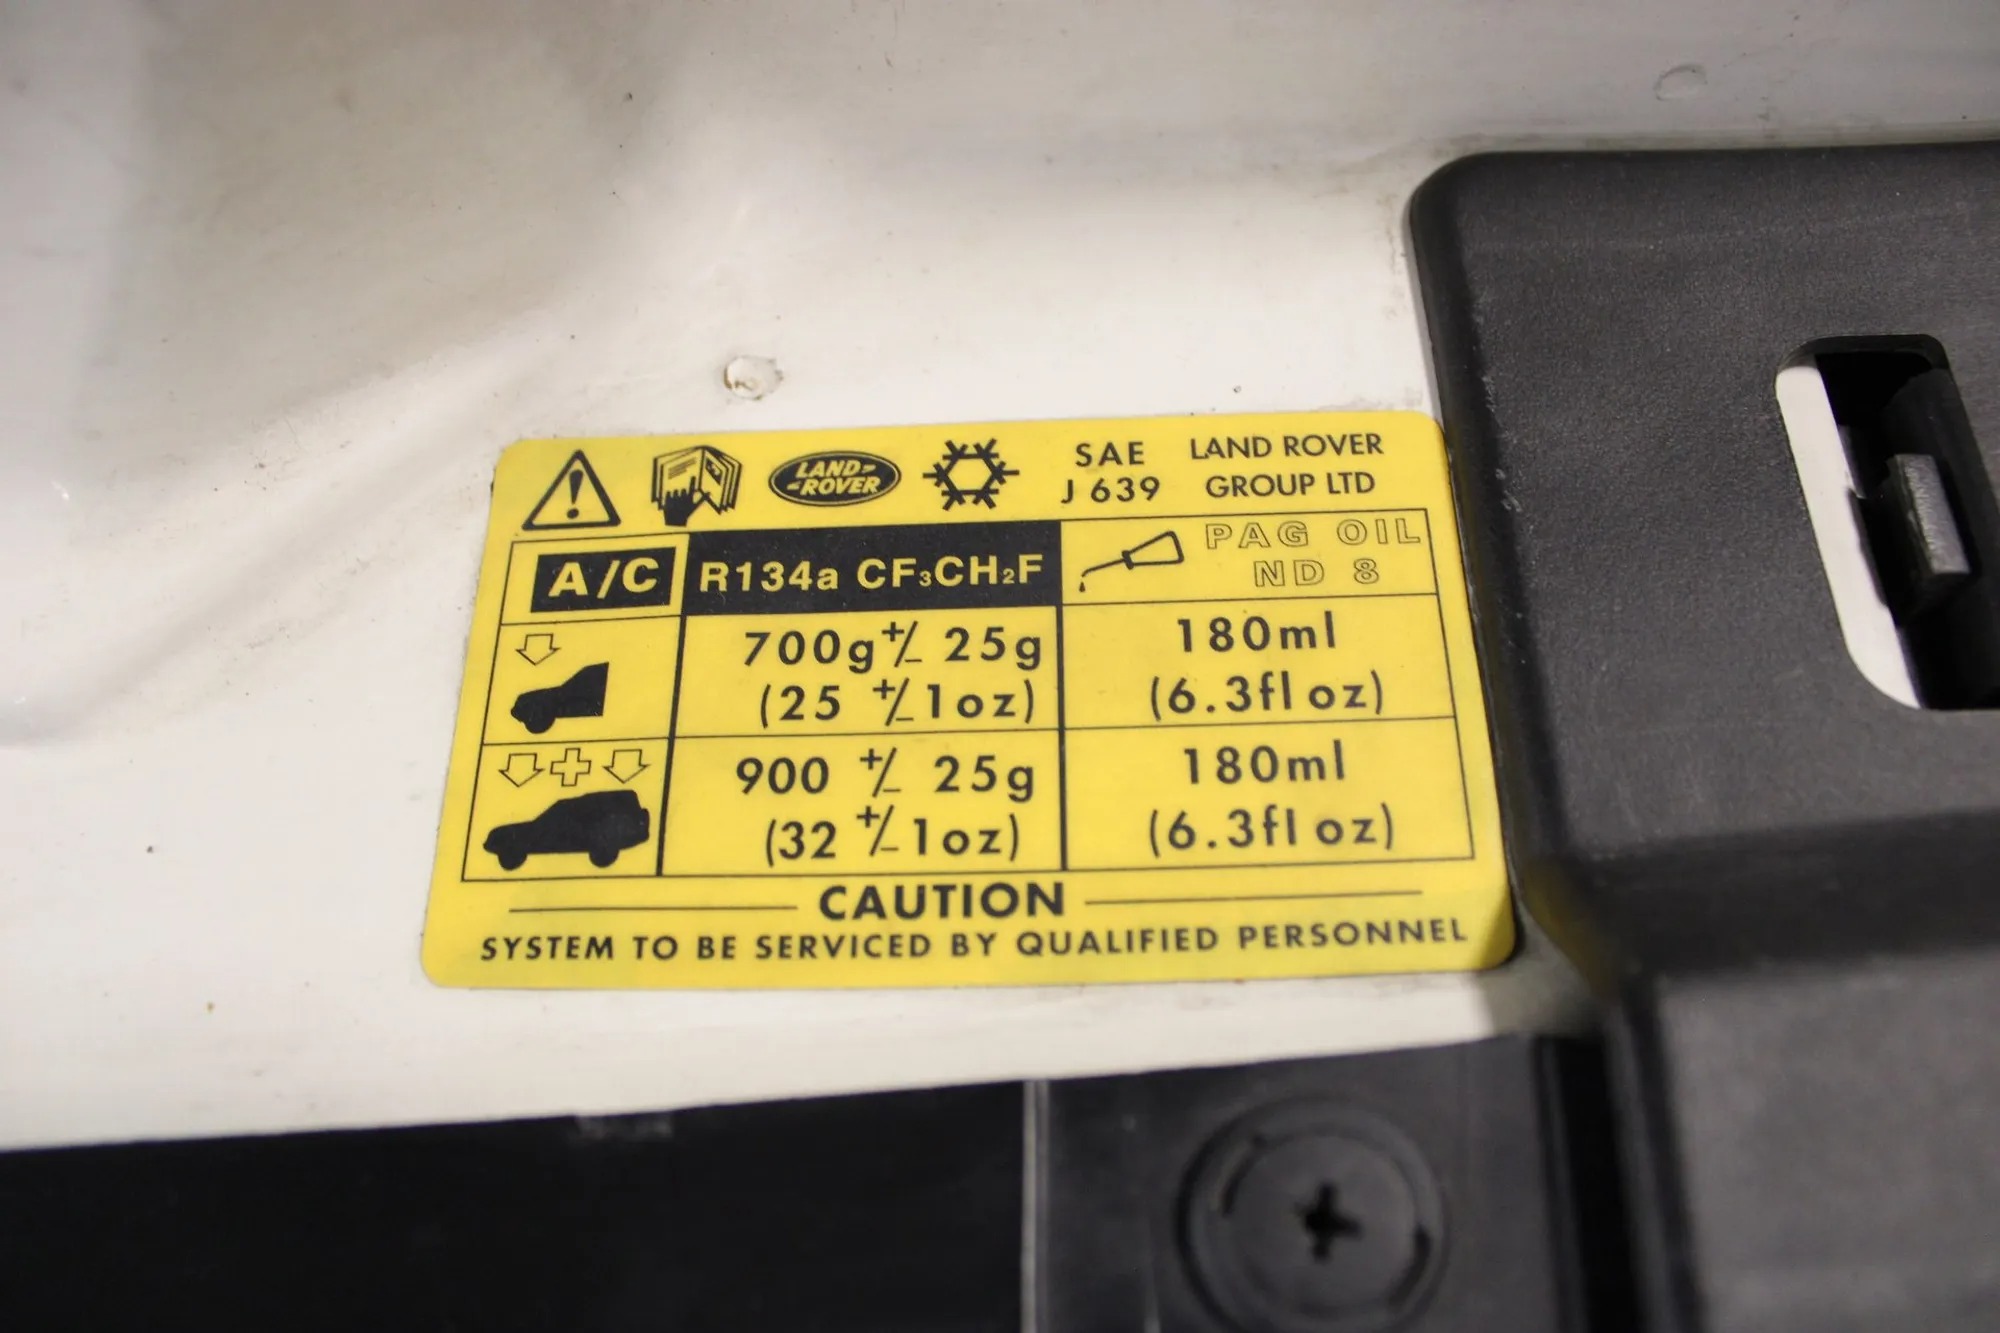 LAND-
-ROVER
SAE
J 639
LAND ROVER
GROUP LTD
A/C
R134a CF₃CH₂F
PAG OIL
ND 8
700g +/- 25g
(25 +/- 1oz)
180ml
(6.3fl oz)
900 +/- 25g
(32 +/- 1oz)
180ml
(6.3fl oz)
CAUTION
SYSTEM TO BE SERVICED BY QUALIFIED PERSONNEL